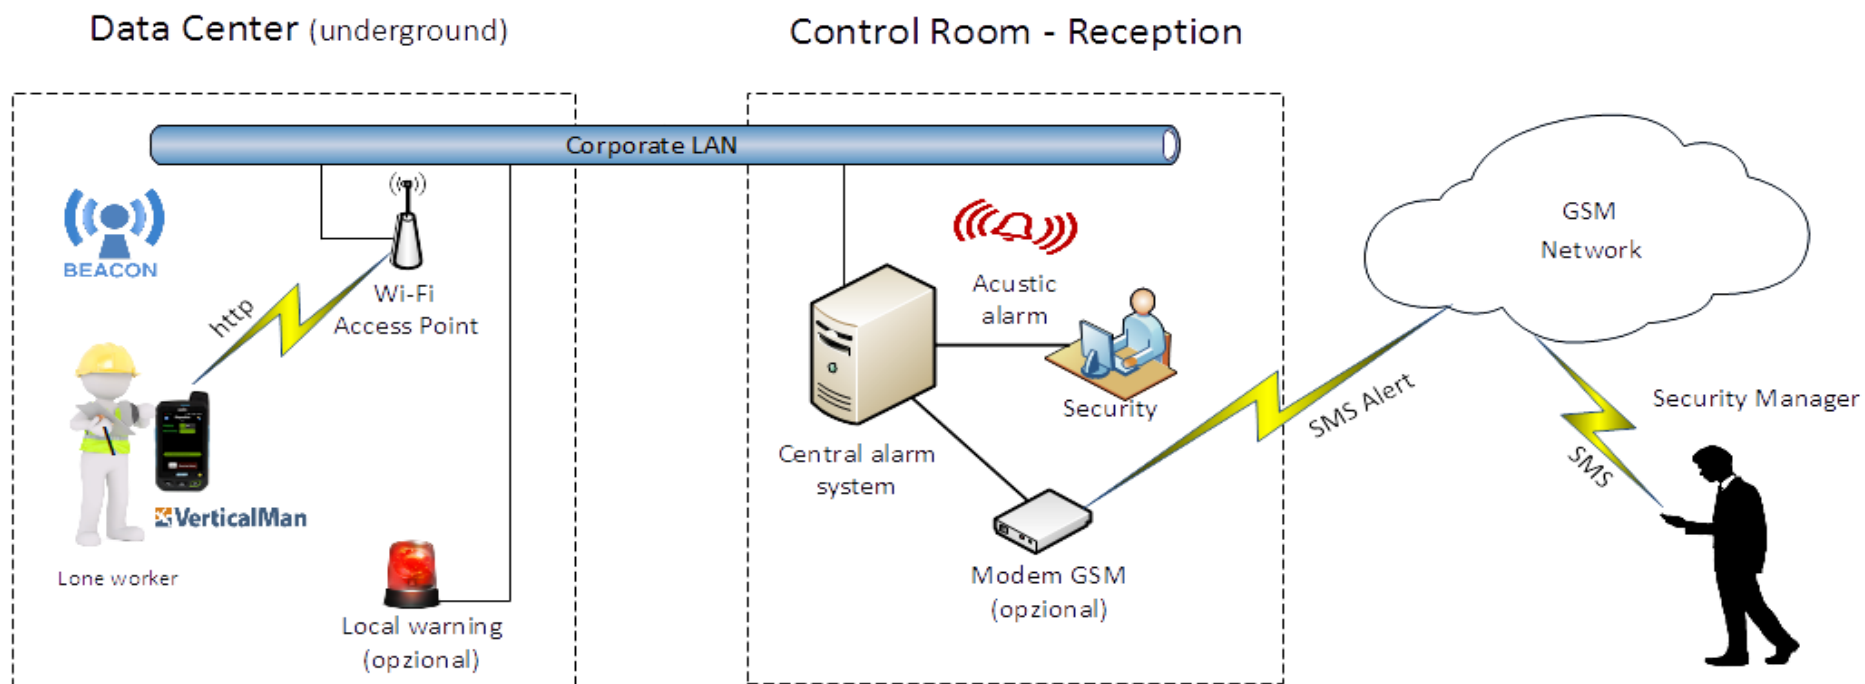 Data Center (underground)
Control Room - Reception
Corporate LAN
BEACON
http
Wi-Fi
Access Point
VerticalMan
Lone worker
Local warning
(opzional)
Acustic
alarm
Security
Central alarm
system
Modem GSM
(opzional)
SMS Alert
GSM
Network
SMS
Security Manager